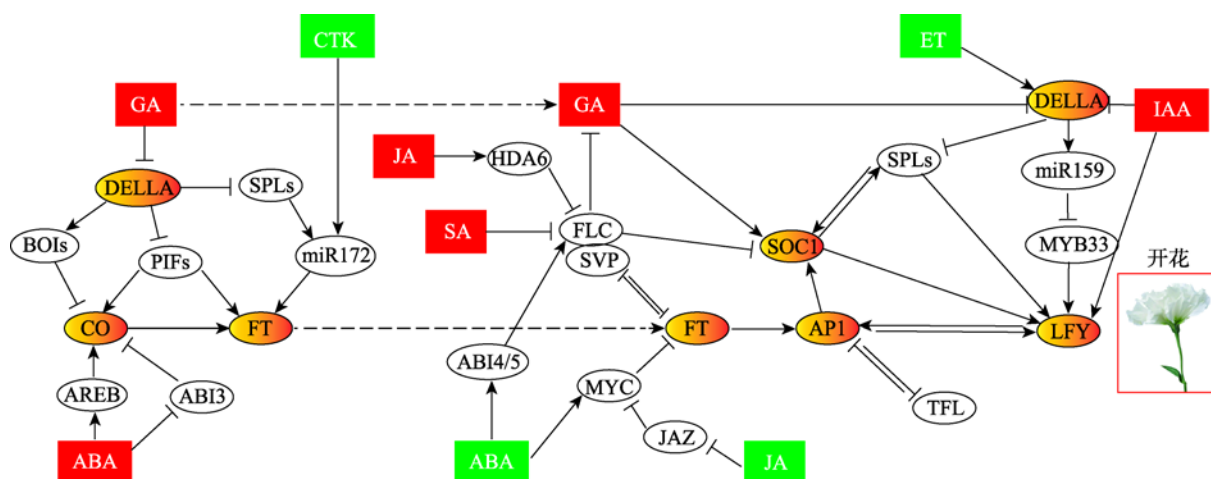 CTK
ET
GA
GA
DELLA
IAA
JA
HDA6
SPLs
miR159
DELLA
SPLs
SA
FLC
SOC1
MYB33
BOIs
PIFs
miR172
SVP
开花
CO
FT
FT
AP1
LFY
ABI4/5
MYC
AREB
ABI3
TFL
JAZ
ABA
ABA
JA